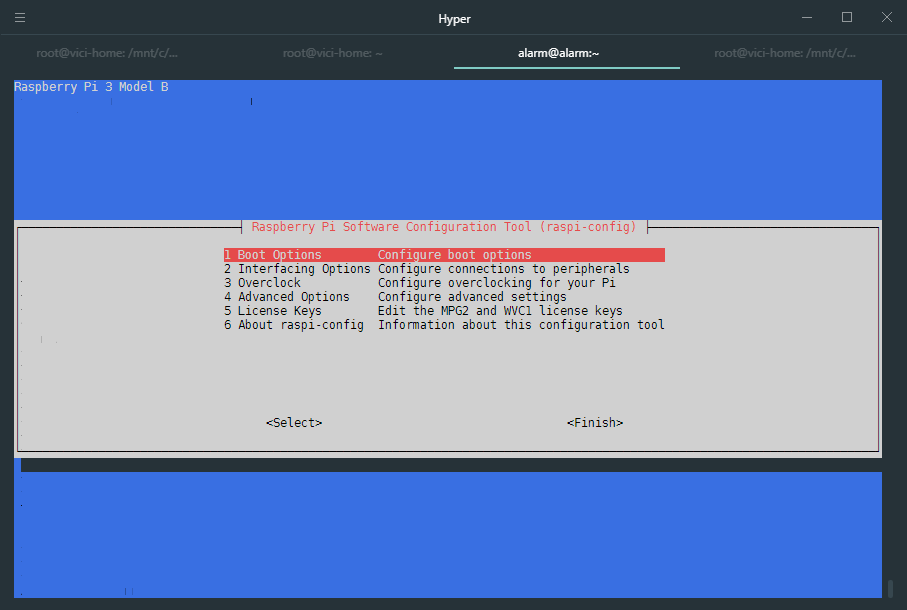 Hyper
root@vici-home: /mnt/c/...
root@vici-home: ~
alarm@alarm:~
root@vici-home: /mnt/c/...
Raspberry Pi 3 Model B
Raspberry Pi Software Configuration Tool (raspi-config)
1 Boot Options Configure boot options
2 Interfacing Options Configure connections to peripherals
3 Overclock Configure overclocking for your Pi
4 Advanced Options Configure advanced settings
5 License Keys Edit the MPG2 and WVC1 license keys
6 About raspi-config Information about this configuration tool
<Select> <Finish>